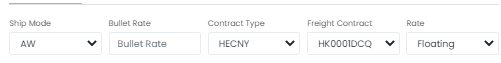 Ship Mode Bullet Rate Contract Type Freight Contract Rate
AW Bullet Rate HECNY HK0001DCQ Floating